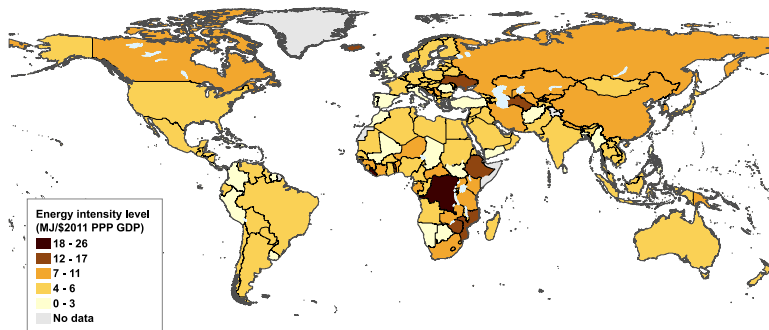 Energy intensity level
(MJ/$2011 PPP GDP)
18 - 26
12 - 17
7 - 11
4 - 6
0 - 3
No data